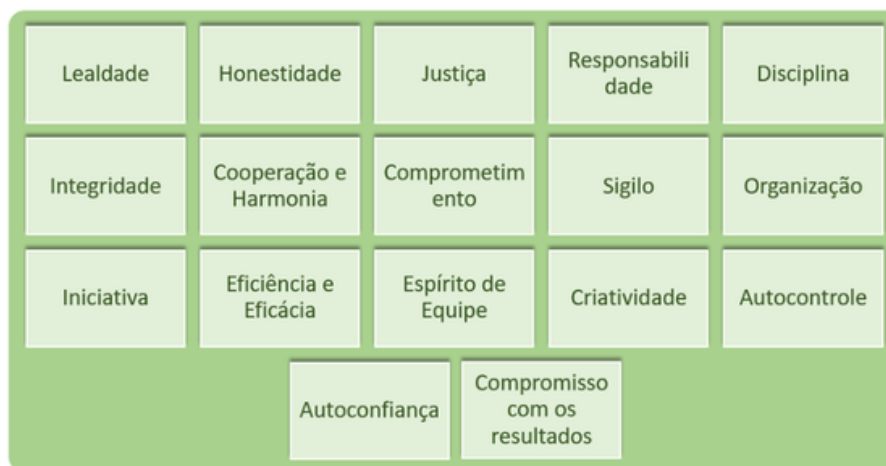 Lealdade
Honestidade
Justiça
Responsabili
dade
Disciplina
Integridade
Cooperação e
Harmonia
Comprometim
ento
Sigilo
Organização
Iniciativa
Eficiência e
Eficácia
Espírito de
Equipe
Criatividade
Autocontrole
Autoconfiança
Compromisso
com os
resultados